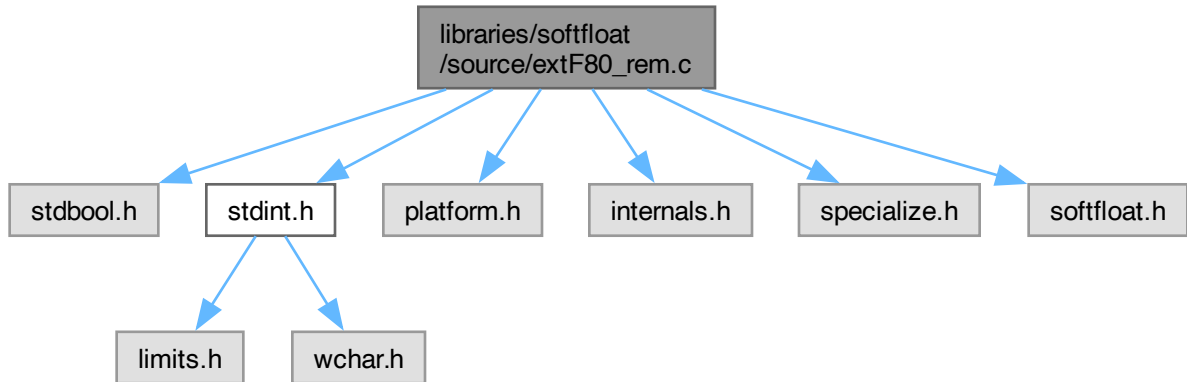 libraries/softfloat
/source/extF80_rem.c
stdbool.h
stdint.h
platform.h
internals.h
specialize.h
softfloat.h
limits.h
wchar.h